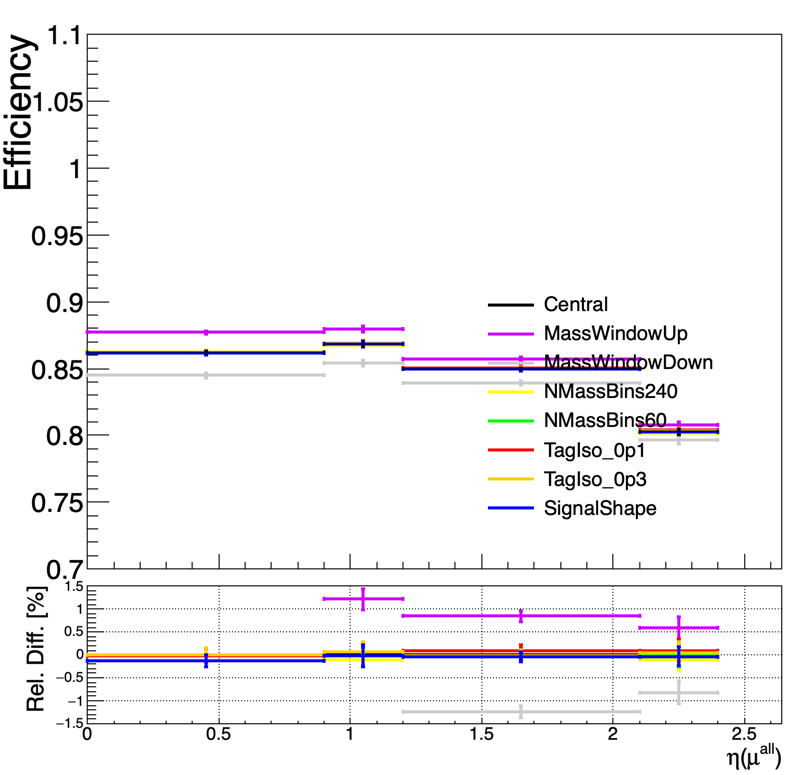 Efficiency
1.1
1.05
1
0.95
0.9
0.85
0.8
0.75
0.7
Central
MassWindowUp
MassWindowDown
NMassBins240
NMassBins60
TagIso_0p1
TagIso_0p3
SignalShape
Rel. Diff. [%]
1.5
1
0.5
0
−0.5
−1
−1.5
0 0.5 1 1.5 2 2.5
η(μ^all)